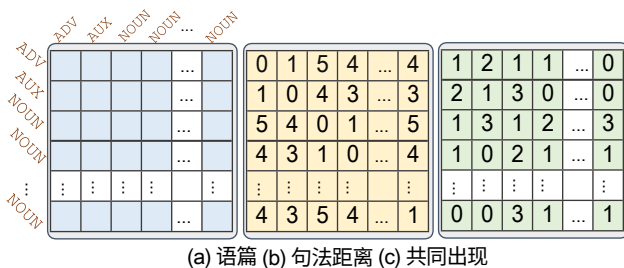 ADV AUX NOUN NOUN ... NOUN
ADV ... 0 1 5 4 ... 4 1 2 1 1 ... 0
AUX ... 1 0 4 3 ... 3 2 1 3 0 ... 0
NOUN ... 5 4 0 1 ... 5 1 3 1 2 ... 3
NOUN ... 4 3 1 0 ... 4 1 0 2 1 ... 1
⋮ ⋮ ⋮ ⋮ ⋮ ⋮ ⋮ ⋮ ⋮ ⋮ ⋮ ⋮ ⋮ ⋮ ⋮ ⋮
NOUN ... 4 3 5 4 ... 1 0 0 3 1 ... 1
(a) 语篇 (b) 句法距离 (c) 共同出现